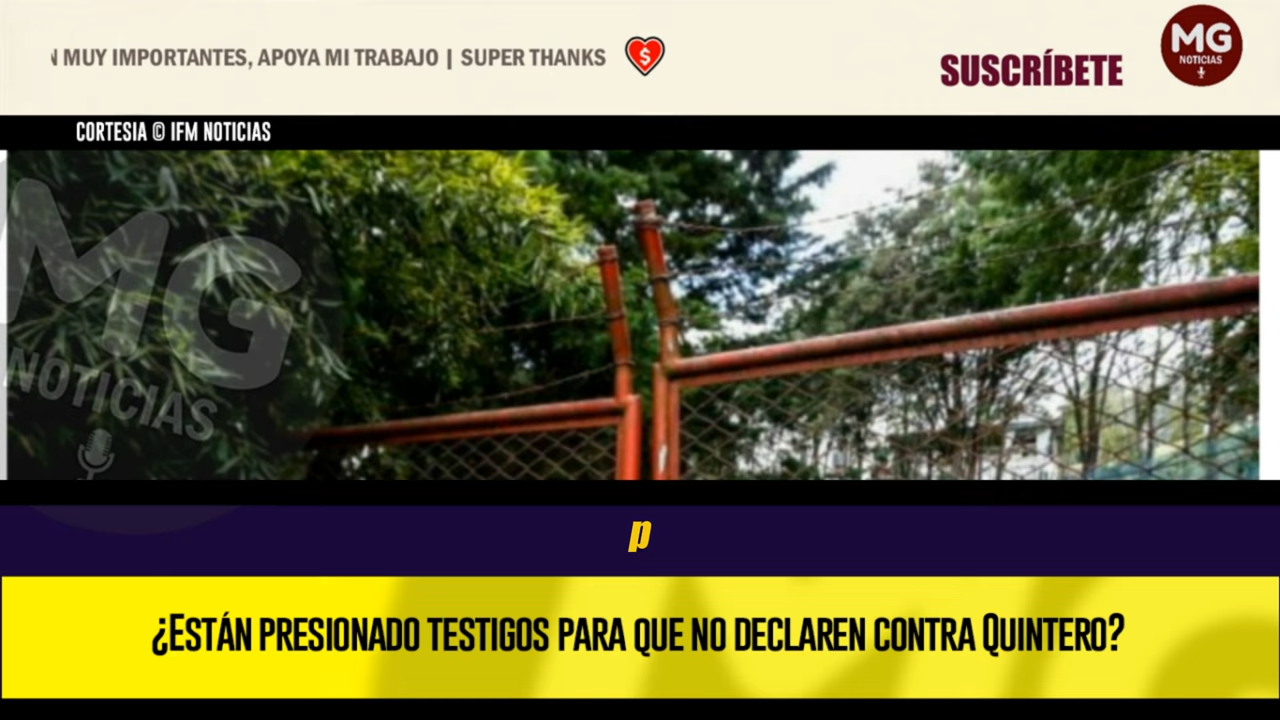 N MUY IMPORTANTES, APOYA MI TRABAJO | SUPER THANKS
$
SUSCRÍBETE
MG
NOTICIAS
CORTESIA © IFM NOTICIAS
MG
NOTICIAS
p
¿ESTÁN PRESIONADO TESTIGOS PARA QUE NO DECLAREN CONTRA QUINTERO?